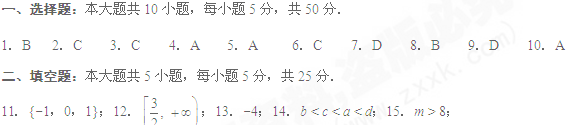 一、选择题：本大题共 10 小题，每小题 5 分，共 50 分．
1. B 2. C 3. C 4. A 5. A 6. C 7. D 8. B 9. D 10. A
二、填空题：本大题共 5 小题，每小题 5 分，共 25 分．
11. {−1，0，1}；12. [3/2, +∞)；13. −4；14. b<c<a<d；15. m>8；